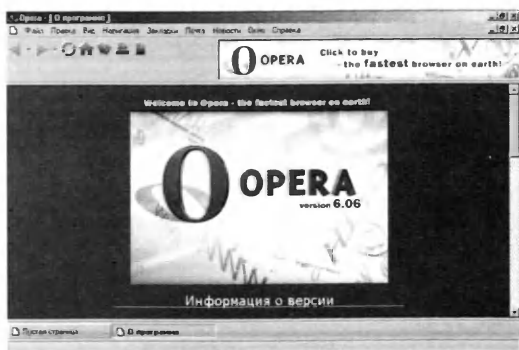 Opera - [О программе]
Файл Правка Вид Навигация Закладки Почта Новости Окно Справка
OPERA
Click to buy
- the fastest browser on earth!
Welcome to Opera - the fastest browser on earth!
OPERA
version 6.06
Информация о версии
Пустая страница
О программе